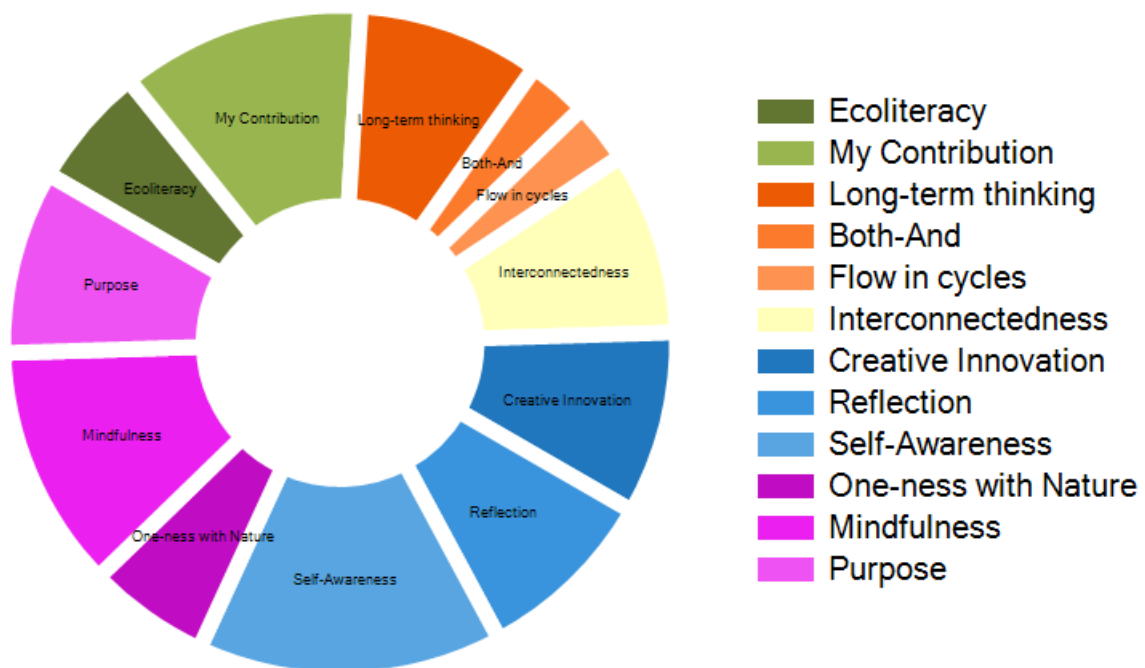 My Contribution
Long-term thinking
Both-And
Flow in cycles
Ecoliteracy
Interconnectedness
Purpose
Creative Innovation
Mindfulness
Reflection
One-ness with Nature
Self-Awareness
Ecoliteracy
My Contribution
Long-term thinking
Both-And
Flow in cycles
Interconnectedness
Creative Innovation
Reflection
Self-Awareness
One-ness with Nature
Mindfulness
Purpose